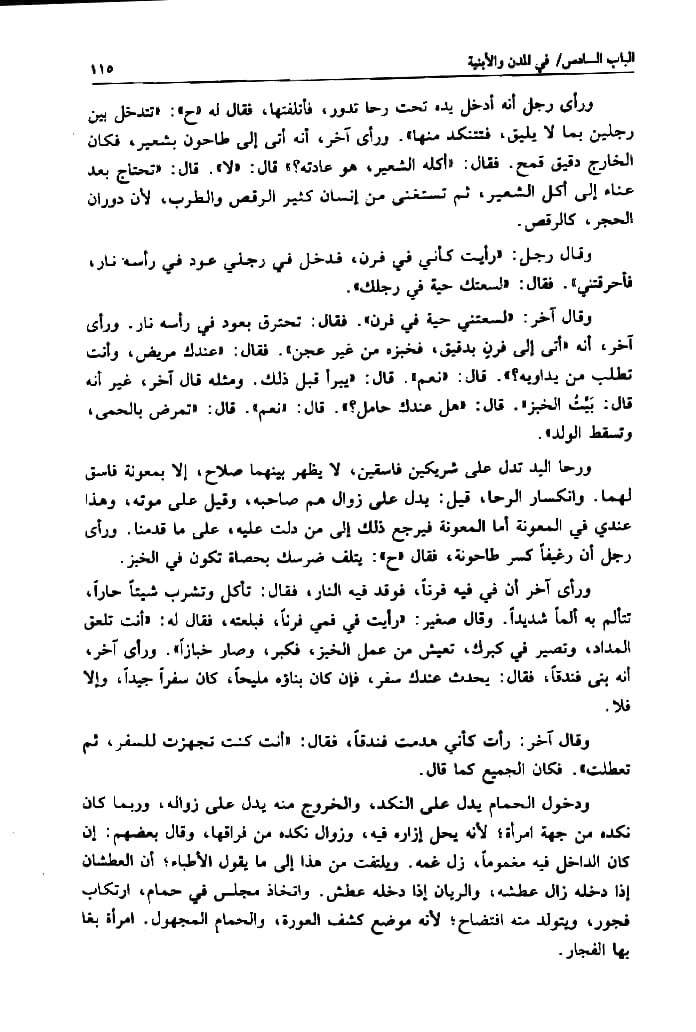 الباب السادس/ في المدن والأبنية
١١٥
ورأى رجل أنه أدخل يده تحت رحا تدور، فأتلفتها، فقال له «ح»: «تتدخل بين
رجلين بما لا يليق، فتتنكد منها». ورأى آخر، أنه أتى إلى طاحون بشعير، فكان
الخارج دقيق قمح. فقال: «أكله الشعير، هو عادته؟» قال: «لا». قال: «تحتاج بعد
عناء إلى أكل الشعير، ثم تستغنى من إنسان كثير الرقص والطرب، لأن دوران
الحجر، كالرقص.
وقال رجل: «رأيت كأني في فرن، فدخل في رجلي عود في رأسه نار،
فأحرقتني». فقال: «لسعتك حية في رجلك».
وقال آخر: «لسعتني حية في فرن». فقال: تحترق بعود في رأسه نار. ورأى
آخر، أنه «أتى إلى فرنٍ بدقيق، فخبزه من غير عجن». فقال: «عندك مريض، وأنت
تطلب من يداويه؟». قال: «نعم». قال: «يبرأ قبل ذلك. ومثله قال آخر، غير أنه
قال: بَيَّتُ الخبز». قال: «هل عندك حامل؟». قال: «نعم». قال: «تمرض بالحمى،
وتسقط الولد».
ورحا اليد تدل على شريكين فاسقين، لا يظهر بينهما صلاح، إلا بمعونة فاسق
لهما. وانكسار الرحا، قيل: يدل على زوال هم صاحبه، وقيل على موته، وهذا
عندي في المعونة أما المعونة فيرجع ذلك إلى من دلت عليه، على ما قدمنا. ورأى
رجل أن رغيفاً كسر طاحونة، فقال «ح»: يتلف ضرسك بحصاة تكون في الخبز.
ورأى آخر أن في فيه فرناً، فوقد فيه النار، فقال: تأكل وتشرب شيئاً حاراً،
تتألم به ألماً شديداً. وقال صغير: «رأيت في فمي فرناً، فبلعته، فقال له: «أنت تلعق
المداد، وتصير في كبرك، تعيش من عمل الخبز، فكبر، وصار خبازاً». ورأى آخر،
أنه بنى فندقاً، فقال: يحدث عندك سفر، فإن كان بناؤه مليحاً، كان سفراً جيداً، وإلا
فلا.
وقال آخر: رأت كأني هدمت فندقاً، فقال: «أنت كنت تجهزت للسفر، ثم
تعطلت». فكان الجميع كما قال.
ودخول الحمام يدل على النكد، والخروج منه يدل على زواله، وربما كان
نكده من جهة امرأة؛ لأنه يحل إزاره فيه، وزوال نكده من فراقها، وقال بعضهم: إن
كان الداخل فيه مغموماً، زل غمه. ويلتفت من هذا إلى ما يقول الأطباء؛ أن العطشان
إذا دخله زال عطشه، والريان إذا دخله عطش. واتخاذ مجلس في حمام، ارتكاب
فجور، ويتولد منه افتضاح؛ لأنه موضع كشف العورة، والحمام المجهول. امرأة بغا
بها الفجار.